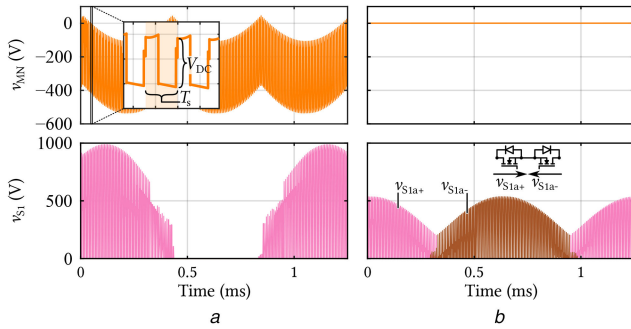 0
−200
−400
−600
v_MN (V)
V_DC
T_s
1000
500
0
v_S1 (V)
0 0.5 1
Time (ms)
a
v_S1a+ v_S1a-
v_S1a+ v_S1a-
0 0.5 1
Time (ms)
b